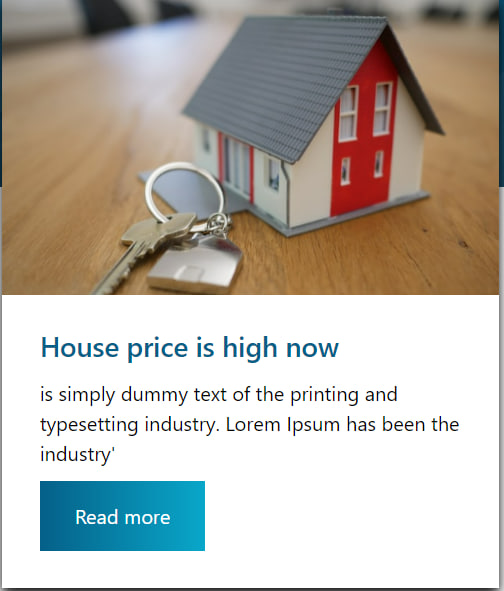 House price is high now
is simply dummy text of the printing and
typesetting industry. Lorem Ipsum has been the
industry'
Read more